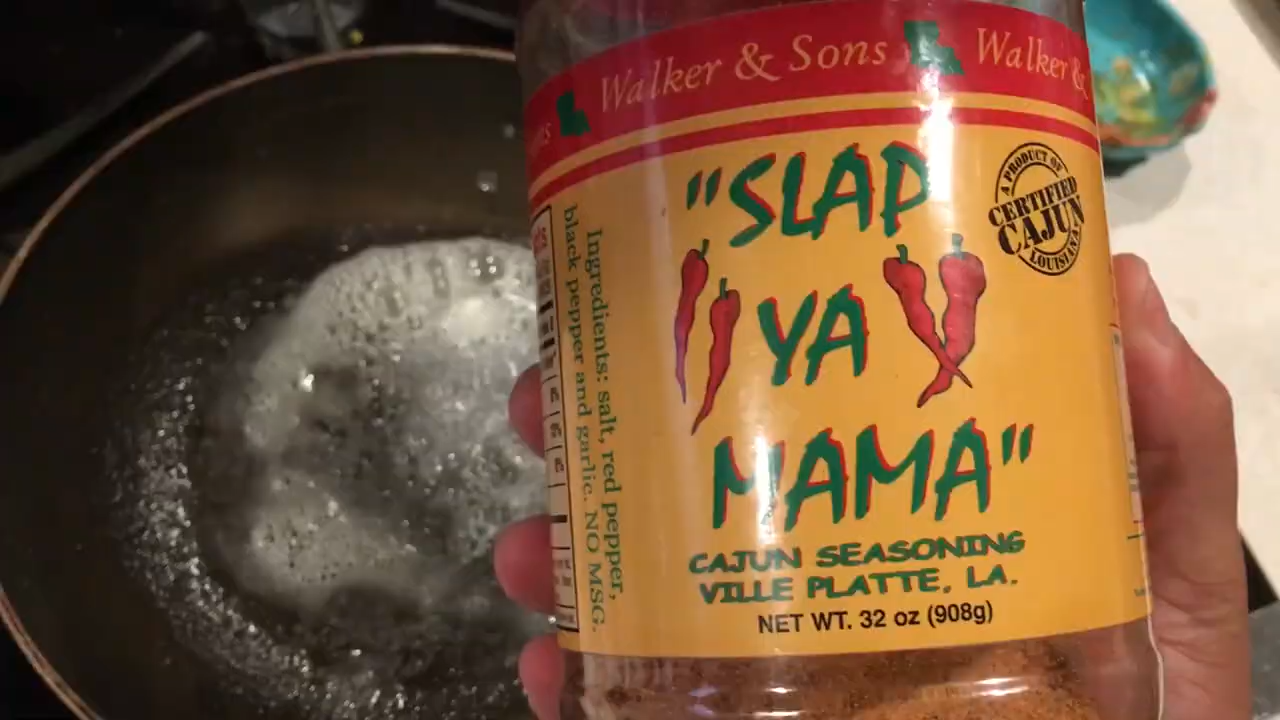 Walker & Sons Walker &
"SLAP
YA
MAMA"
CAJUN SEASONING
VILLE PLATTE, LA.
NET WT. 32 oz (908g)
A PRODUCT OF
CERTIFIED
CAJUN
LOUISIANA
Ingredients: salt, red pepper,
black pepper and garlic. NO MSG.